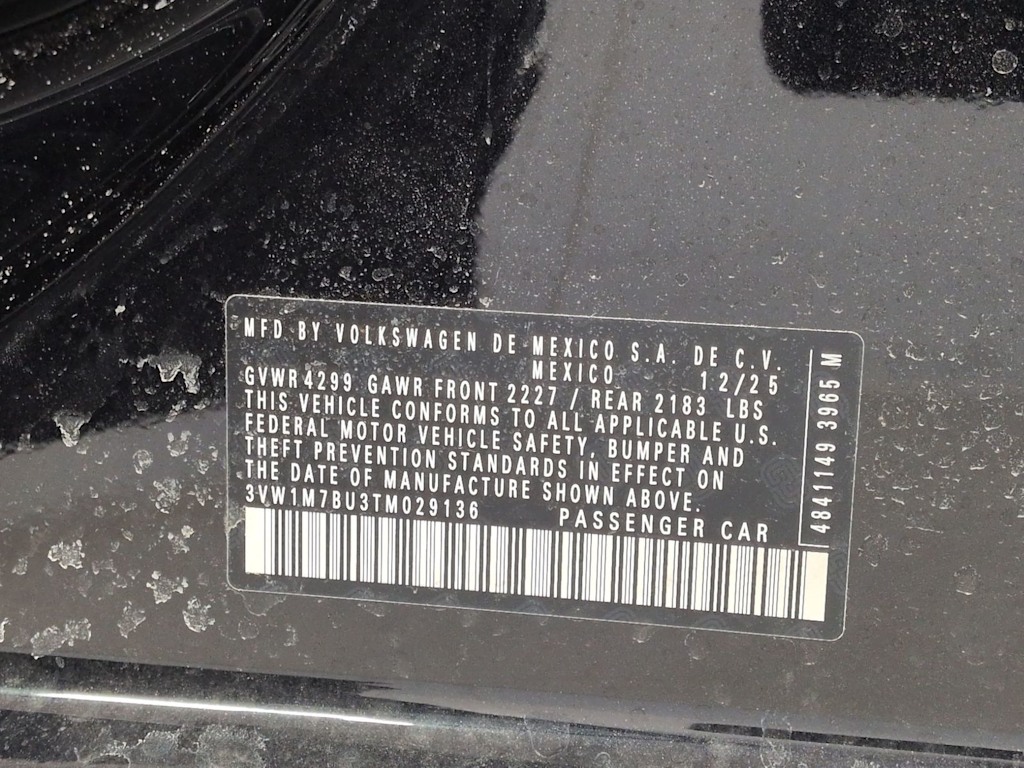 MFD BY VOLKSWAGEN DE MEXICO S.A. DE C.V.
MEXICO 12/25
GVWR 4299 GAWR FRONT 2227 / REAR 2183 LBS
THIS VEHICLE CONFORMS TO ALL APPLICABLE U.S.
FEDERAL MOTOR VEHICLE SAFETY, BUMPER AND
THEFT PREVENTION STANDARDS IN EFFECT ON
THE DATE OF MANUFACTURE SHOWN ABOVE.
3VW1M7BU3TM029136 PASSENGER CAR
4841149 3965 M